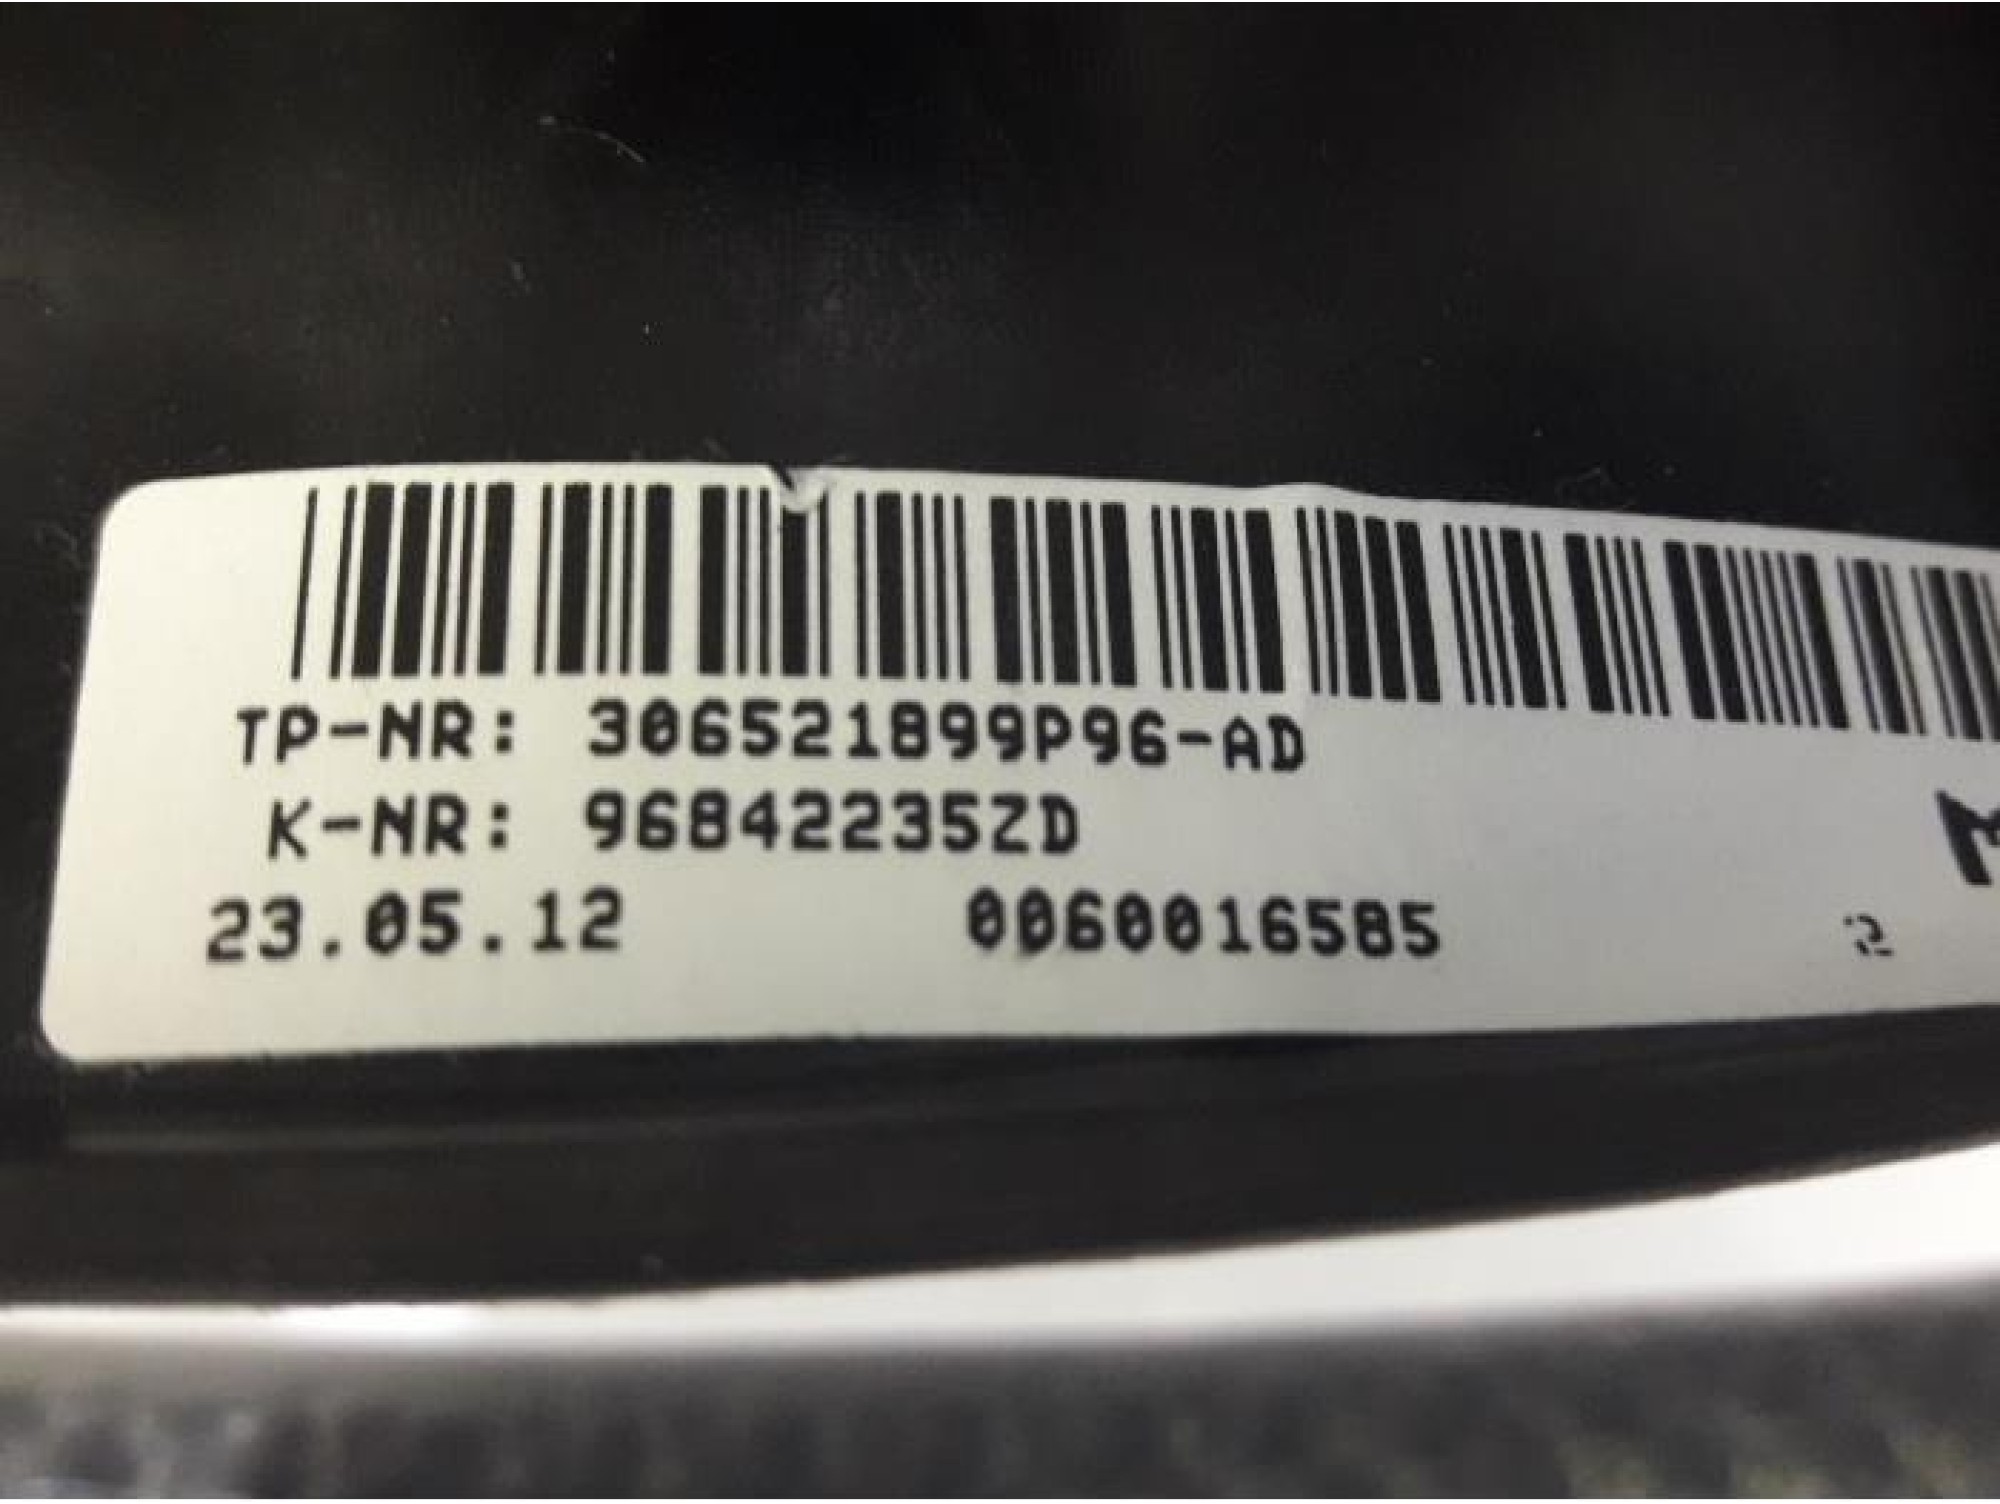 TP-NR: 306521899P96-AD
K-NR: 96842235ZD
23.05.12 0060016585